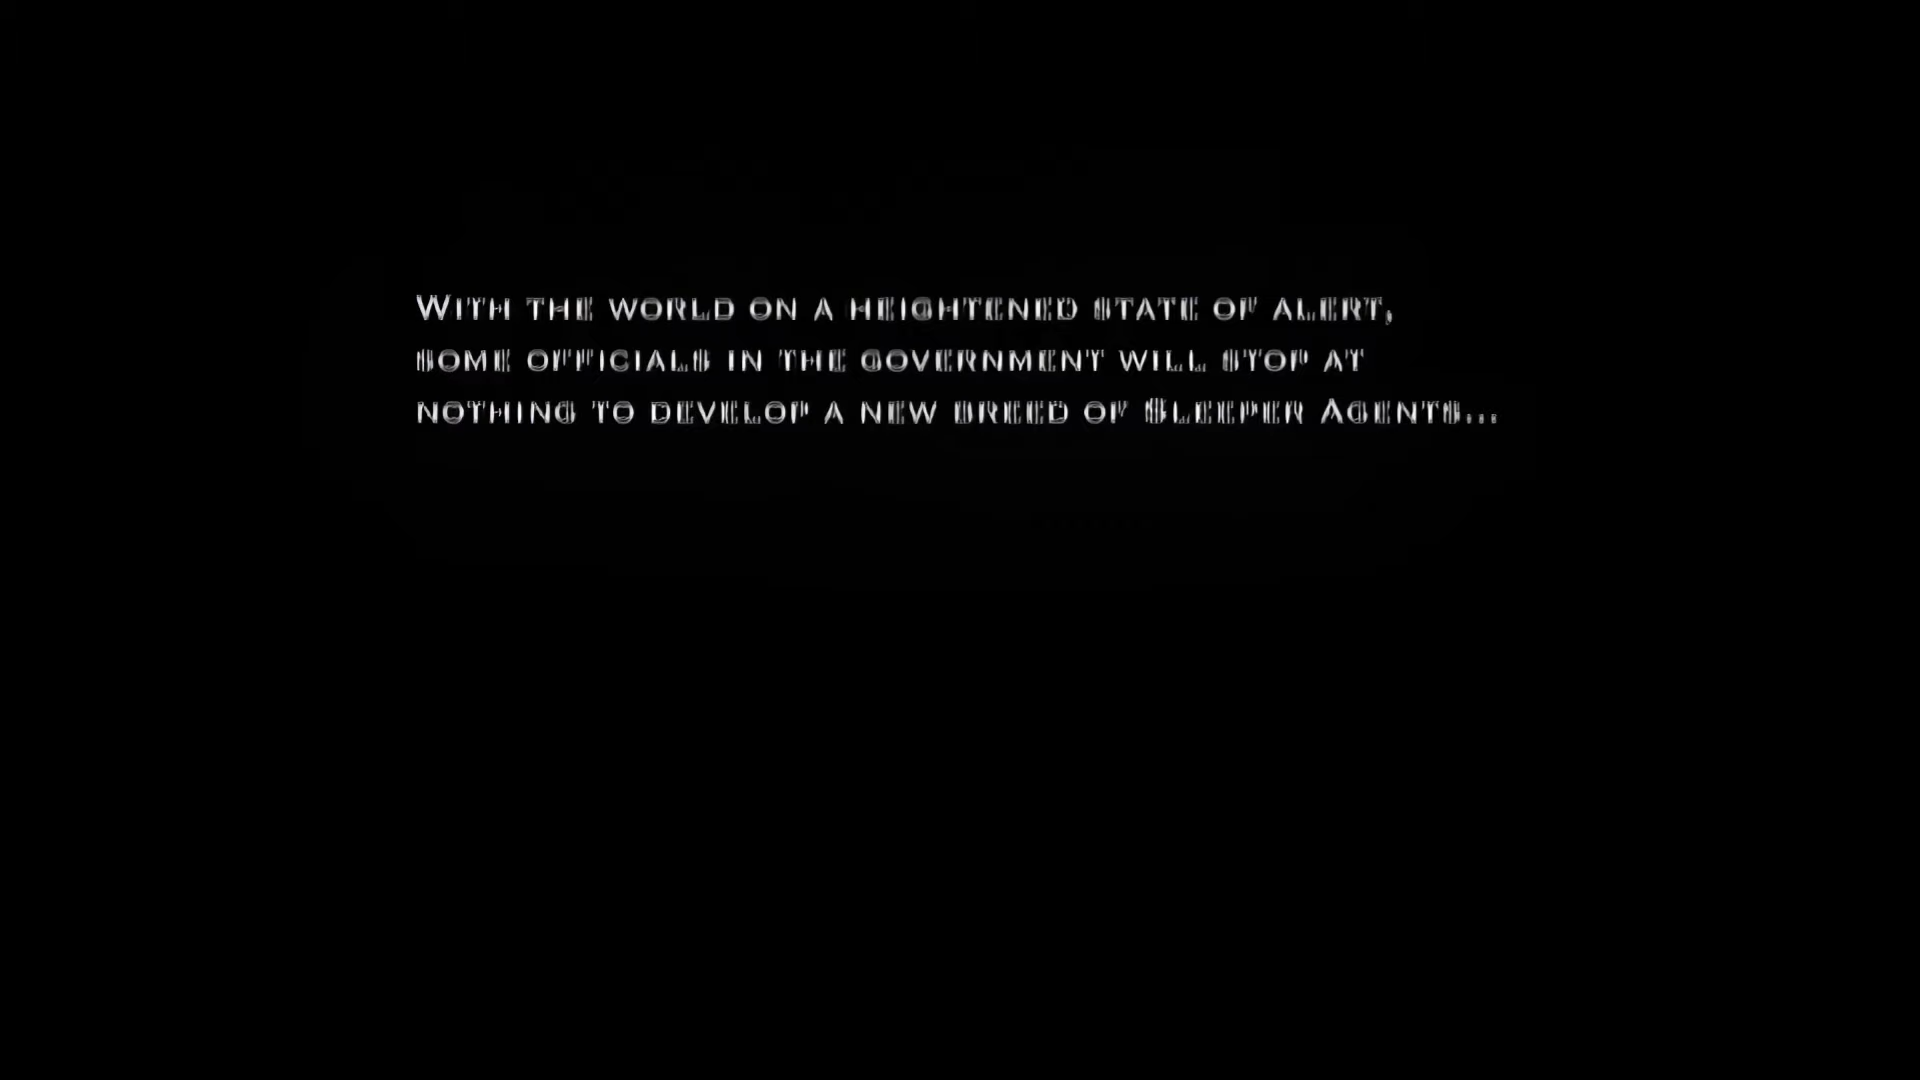 With the world on a heightened state of alert,
some officials in the government will stop at
nothing to develop a new breed of Sleeper Agents...